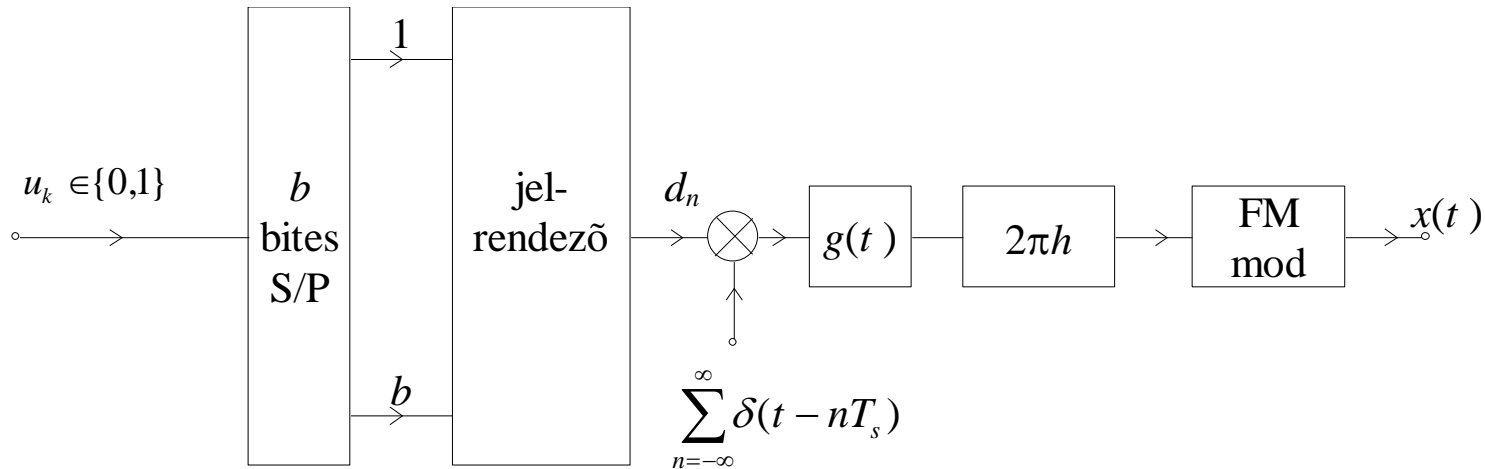 u_k ∈{0,1}
b
bites
S/P
1
b
jel-
rendezõ
d_n
∑_{n=-∞}^{∞} δ(t − nT_s)
g(t)
2πh
FM
mod
x(t)